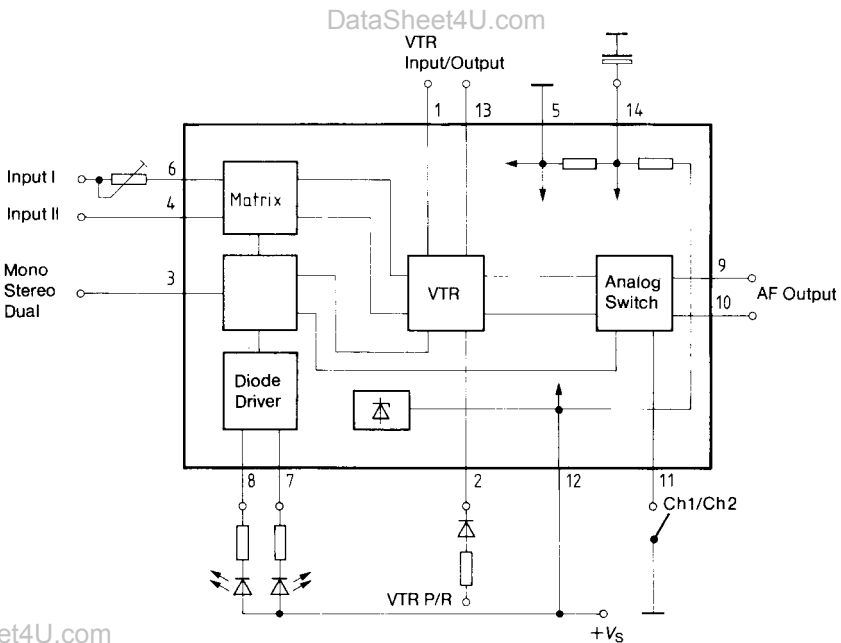 DataSheet4U.com
VTR
Input/Output
1
13
5
14
Input I
6
Matrix
Input II
4
Mono
Stereo
Dual
3
VTR
Analog
Switch
9
10
AF Output
Diode
Driver
8
7
2
12
11
Ch1/Ch2
VTR P/R
+VS
et4U.com